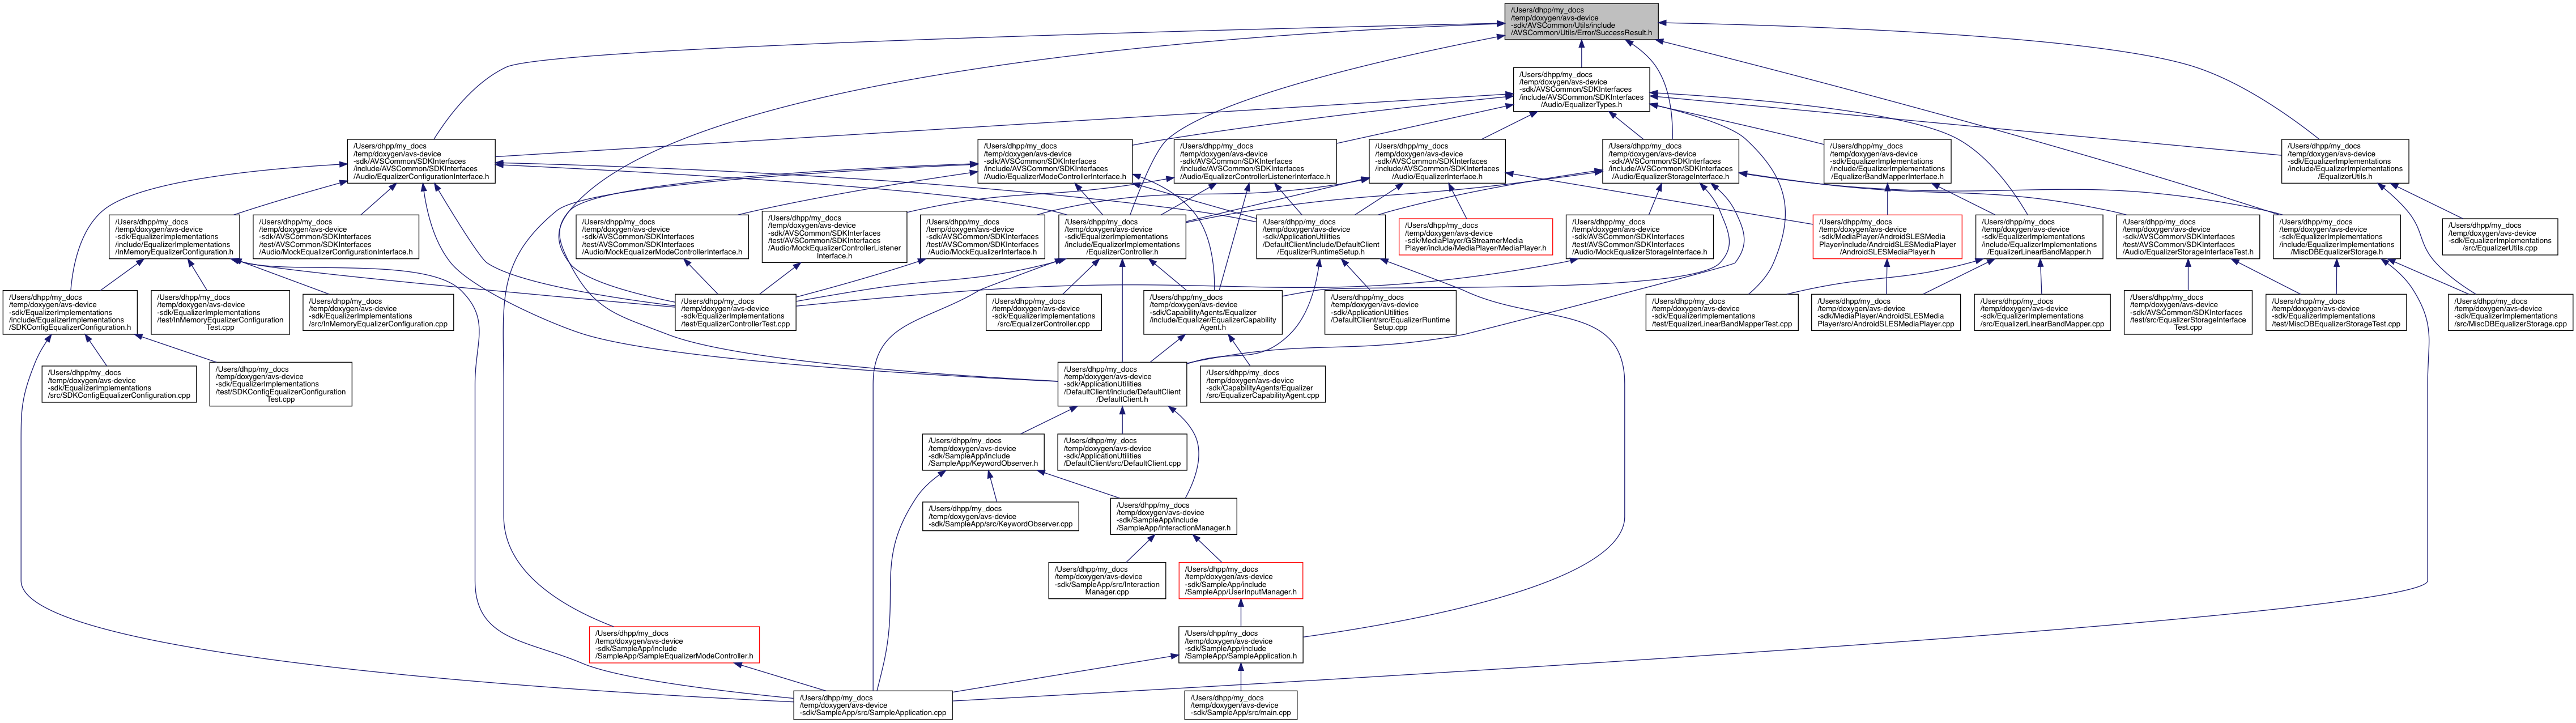 /Users/dhpp/my_docs
/temp/doxygen/avs-device
-sdk/AVSCommon/Utils/include
/AVSCommon/Utils/Error/SuccessResult.h
/Users/dhpp/my_docs
/temp/doxygen/avs-device
-sdk/AVSCommon/SDKInterfaces
/include/AVSCommon/SDKInterfaces
/Audio/EqualizerTypes.h
/Users/dhpp/my_docs
/temp/doxygen/avs-device
-sdk/AVSCommon/SDKInterfaces
/include/AVSCommon/SDKInterfaces
/Audio/EqualizerConfigurationInterface.h
/Users/dhpp/my_docs
/temp/doxygen/avs-device
-sdk/AVSCommon/SDKInterfaces
/include/AVSCommon/SDKInterfaces
/Audio/EqualizerModeControllerInterface.h
/Users/dhpp/my_docs
/temp/doxygen/avs-device
-sdk/AVSCommon/SDKInterfaces
/include/AVSCommon/SDKInterfaces
/Audio/EqualizerControllerListenerInterface.h
/Users/dhpp/my_docs
/temp/doxygen/avs-device
-sdk/AVSCommon/SDKInterfaces
/include/AVSCommon/SDKInterfaces
/Audio/EqualizerInterface.h
/Users/dhpp/my_docs
/temp/doxygen/avs-device
-sdk/AVSCommon/SDKInterfaces
/include/AVSCommon/SDKInterfaces
/Audio/EqualizerStorageInterface.h
/Users/dhpp/my_docs
/temp/doxygen/avs-device
-sdk/EqualizerImplementations
/include/EqualizerImplementations
/EqualizerBandMapperInterface.h
/Users/dhpp/my_docs
/temp/doxygen/avs-device
-sdk/EqualizerImplementations
/include/EqualizerImplementations
/EqualizerUtils.h
/Users/dhpp/my_docs
/temp/doxygen/avs-device
-sdk/EqualizerImplementations
/include/EqualizerImplementations
/InMemoryEqualizerConfiguration.h
/Users/dhpp/my_docs
/temp/doxygen/avs-device
-sdk/AVSCommon/SDKInterfaces
/test/AVSCommon/SDKInterfaces
/Audio/MockEqualizerConfigurationInterface.h
/Users/dhpp/my_docs
/temp/doxygen/avs-device
-sdk/AVSCommon/SDKInterfaces
/test/AVSCommon/SDKInterfaces
/Audio/MockEqualizerModeControllerInterface.h
/Users/dhpp/my_docs
/temp/doxygen/avs-device
-sdk/AVSCommon/SDKInterfaces
/test/AVSCommon/SDKInterfaces
/Audio/MockEqualizerControllerListener
Interface.h
/Users/dhpp/my_docs
/temp/doxygen/avs-device
-sdk/AVSCommon/SDKInterfaces
/test/AVSCommon/SDKInterfaces
/Audio/MockEqualizerInterface.h
/Users/dhpp/my_docs
/temp/doxygen/avs-device
-sdk/EqualizerImplementations
/include/EqualizerImplementations
/EqualizerController.h
/Users/dhpp/my_docs
/temp/doxygen/avs-device
-sdk/ApplicationUtilities
/DefaultClient/include/DefaultClient
/EqualizerRuntimeSetup.h
/Users/dhpp/my_docs
/temp/doxygen/avs-device
-sdk/MediaPlayer/GStreamerMedia
Player/include/MediaPlayer/MediaPlayer.h
/Users/dhpp/my_docs
/temp/doxygen/avs-device
-sdk/AVSCommon/SDKInterfaces
/test/AVSCommon/SDKInterfaces
/Audio/MockEqualizerStorageInterface.h
/Users/dhpp/my_docs
/temp/doxygen/avs-device
-sdk/MediaPlayer/AndroidSLESMedia
Player/include/AndroidSLESMediaPlayer
/AndroidSLESMediaPlayer.h
/Users/dhpp/my_docs
/temp/doxygen/avs-device
-sdk/EqualizerImplementations
/include/EqualizerImplementations
/EqualizerLinearBandMapper.h
/Users/dhpp/my_docs
/temp/doxygen/avs-device
-sdk/AVSCommon/SDKInterfaces
/test/AVSCommon/SDKInterfaces
/Audio/EqualizerStorageInterfaceTest.h
/Users/dhpp/my_docs
/temp/doxygen/avs-device
-sdk/EqualizerImplementations
/include/EqualizerImplementations
/MiscDBEqualizerStorage.h
/Users/dhpp/my_docs
/temp/doxygen/avs-device
-sdk/EqualizerImplementations
/src/EqualizerUtils.cpp
/Users/dhpp/my_docs
/temp/doxygen/avs-device
-sdk/EqualizerImplementations
/include/EqualizerImplementations
/SDKConfigEqualizerConfiguration.h
/Users/dhpp/my_docs
/temp/doxygen/avs-device
-sdk/EqualizerImplementations
/test/InMemoryEqualizerConfiguration
Test.cpp
/Users/dhpp/my_docs
/temp/doxygen/avs-device
-sdk/EqualizerImplementations
/src/InMemoryEqualizerConfiguration.cpp
/Users/dhpp/my_docs
/temp/doxygen/avs-device
-sdk/EqualizerImplementations
/test/EqualizerControllerTest.cpp
/Users/dhpp/my_docs
/temp/doxygen/avs-device
-sdk/EqualizerImplementations
/src/EqualizerController.cpp
/Users/dhpp/my_docs
/temp/doxygen/avs-device
-sdk/CapabilityAgents/Equalizer
/include/Equalizer/EqualizerCapability
Agent.h
/Users/dhpp/my_docs
/temp/doxygen/avs-device
-sdk/ApplicationUtilities
/DefaultClient/src/EqualizerRuntime
Setup.cpp
/Users/dhpp/my_docs
/temp/doxygen/avs-device
-sdk/EqualizerImplementations
/test/EqualizerLinearBandMapperTest.cpp
/Users/dhpp/my_docs
/temp/doxygen/avs-device
-sdk/MediaPlayer/AndroidSLESMedia
Player/src/AndroidSLESMediaPlayer.cpp
/Users/dhpp/my_docs
/temp/doxygen/avs-device
-sdk/EqualizerImplementations
/src/EqualizerLinearBandMapper.cpp
/Users/dhpp/my_docs
/temp/doxygen/avs-device
-sdk/AVSCommon/SDKInterfaces
/test/src/EqualizerStorageInterface
Test.cpp
/Users/dhpp/my_docs
/temp/doxygen/avs-device
-sdk/EqualizerImplementations
/test/MiscDBEqualizerStorageTest.cpp
/Users/dhpp/my_docs
/temp/doxygen/avs-device
-sdk/EqualizerImplementations
/src/MiscDBEqualizerStorage.cpp
/Users/dhpp/my_docs
/temp/doxygen/avs-device
-sdk/EqualizerImplementations
/src/SDKConfigEqualizerConfiguration.cpp
/Users/dhpp/my_docs
/temp/doxygen/avs-device
-sdk/EqualizerImplementations
/test/SDKConfigEqualizerConfiguration
Test.cpp
/Users/dhpp/my_docs
/temp/doxygen/avs-device
-sdk/ApplicationUtilities
/DefaultClient/include/DefaultClient
/DefaultClient.h
/Users/dhpp/my_docs
/temp/doxygen/avs-device
-sdk/CapabilityAgents/Equalizer
/src/EqualizerCapabilityAgent.cpp
/Users/dhpp/my_docs
/temp/doxygen/avs-device
-sdk/SampleApp/include
/SampleApp/KeywordObserver.h
/Users/dhpp/my_docs
/temp/doxygen/avs-device
-sdk/ApplicationUtilities
/DefaultClient/src/DefaultClient.cpp
/Users/dhpp/my_docs
/temp/doxygen/avs-device
-sdk/SampleApp/src/KeywordObserver.cpp
/Users/dhpp/my_docs
/temp/doxygen/avs-device
-sdk/SampleApp/include
/SampleApp/InteractionManager.h
/Users/dhpp/my_docs
/temp/doxygen/avs-device
-sdk/SampleApp/src/Interaction
Manager.cpp
/Users/dhpp/my_docs
/temp/doxygen/avs-device
-sdk/SampleApp/include
/SampleApp/UserInputManager.h
/Users/dhpp/my_docs
/temp/doxygen/avs-device
-sdk/SampleApp/include
/SampleApp/SampleEqualizerModeController.h
/Users/dhpp/my_docs
/temp/doxygen/avs-device
-sdk/SampleApp/include
/SampleApp/SampleApplication.h
/Users/dhpp/my_docs
/temp/doxygen/avs-device
-sdk/SampleApp/src/SampleApplication.cpp
/Users/dhpp/my_docs
/temp/doxygen/avs-device
-sdk/SampleApp/src/main.cpp